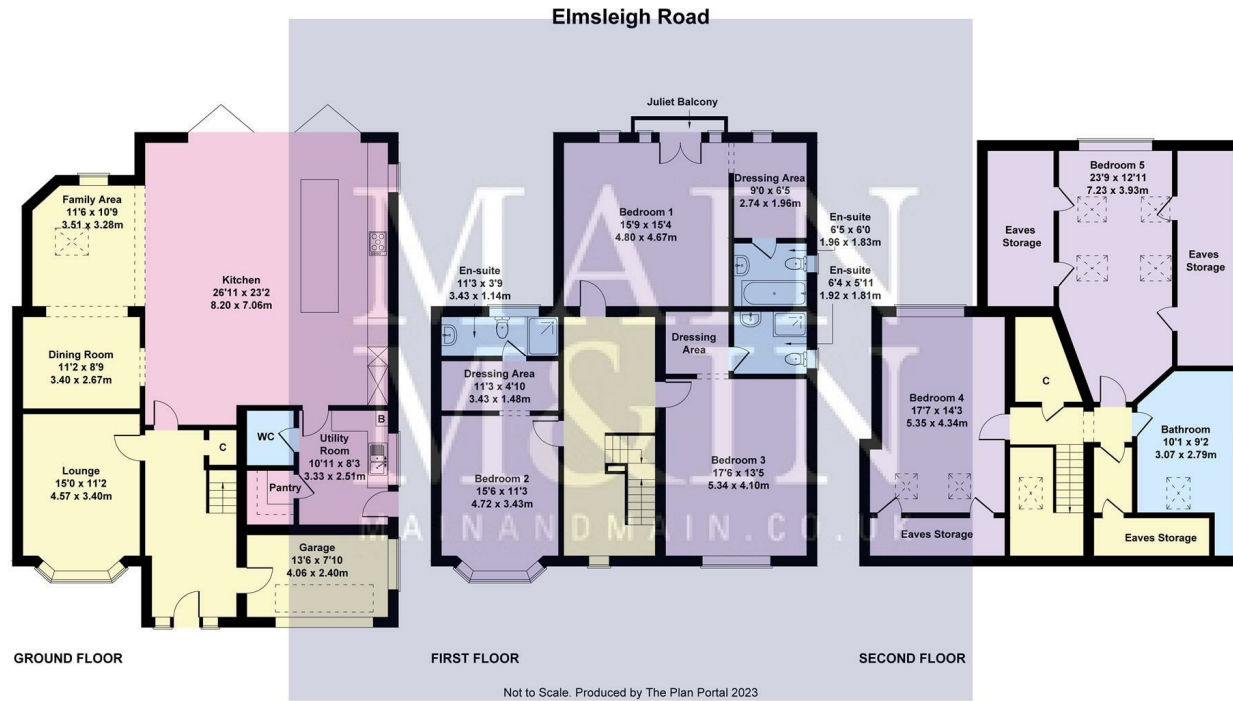 Elmsleigh Road
Family Area
11'6 x 10'9
3.51 x 3.28m
Kitchen
26'11 x 23'2
8.20 x 7.06m
Dining Room
11'2 x 8'9
3.40 x 2.67m
Lounge
15'0 x 11'2
4.57 x 3.40m
C
WC
B
Utility
Room
10'11 x 8'3
3.33 x 2.51m
Pantry
Garage
13'6 x 7'10
4.06 x 2.40m
GROUND FLOOR
Juliet Balcony
Bedroom 1
15'9 x 15'4
4.80 x 4.67m
Dressing Area
9'0 x 6'5
2.74 x 1.96m
En-suite
6'5 x 6'0
1.96 x 1.83m
En-suite
6'4 x 5'11
1.92 x 1.81m
En-suite
11'3 x 3'9
3.43 x 1.14m
Dressing Area
11'3 x 4'10
3.43 x 1.48m
Dressing
Area
Bedroom 2
15'6 x 11'3
4.72 x 3.43m
Bedroom 3
17'6 x 13'5
5.34 x 4.10m
FIRST FLOOR
Bedroom 5
23'9 x 12'11
7.23 x 3.93m
Eaves
Storage
Eaves
Storage
C
Bedroom 4
17'7 x 14'3
5.35 x 4.34m
Bathroom
10'1 x 9'2
3.07 x 2.79m
Eaves Storage
Eaves Storage
SECOND FLOOR
MAIN
&
MAIN
MAINANDMAIN.CO.UK
Not to Scale. Produced by The Plan Portal 2023